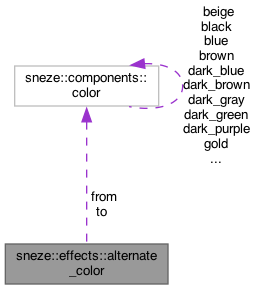 beige
black
blue
brown
dark_blue
dark_brown
dark_gray
dark_green
dark_purple
gold
...
sneze::components::
color
from
to
sneze::effects::alternate
_color